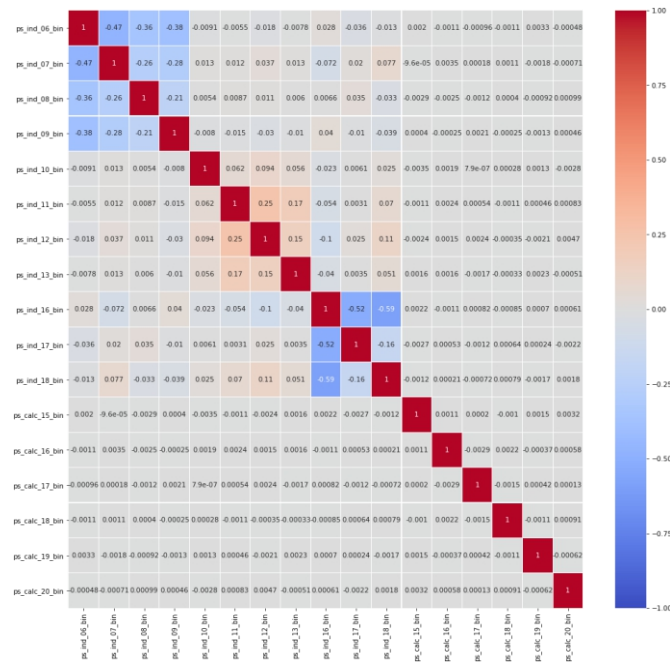 ps_ind_06_bin 1 -0.47 -0.36 -0.38 -0.0091 -0.0055 -0.018 -0.0078 0.028 -0.036 -0.013 0.002 -0.0011 -0.00096 -0.0011 0.0033 -0.00048
ps_ind_07_bin -0.47 1 -0.26 -0.28 0.013 0.012 0.037 0.013 -0.072 0.02 0.077 -9.6e-05 0.0035 0.00018 0.0011 -0.0018 -0.00071
ps_ind_08_bin -0.36 -0.26 1 -0.21 0.0054 0.0087 0.011 0.006 0.0066 0.035 -0.033 -0.0029 -0.0025 -0.0012 0.0004 -0.00092 0.00099
ps_ind_09_bin -0.38 -0.28 -0.21 1 -0.008 -0.015 -0.03 -0.01 0.04 -0.01 -0.039 0.0004 -0.00025 0.0021 -0.00025 -0.0013 0.00046
ps_ind_10_bin -0.0091 0.013 0.0054 -0.008 1 0.062 0.094 0.056 -0.023 0.0061 0.025 -0.0035 0.0019 7.9e-07 0.00028 0.0013 -0.0028
ps_ind_11_bin -0.0055 0.012 0.0087 -0.015 0.062 1 0.25 0.17 -0.054 0.0031 0.07 -0.0011 0.0024 0.00054 -0.0011 0.00046 0.00083
ps_ind_12_bin -0.018 0.037 0.011 -0.03 0.094 0.25 1 0.15 -0.1 0.025 0.11 -0.0024 0.0015 0.0024 -0.00035 -0.0021 0.0047
ps_ind_13_bin -0.0078 0.013 0.006 -0.01 0.056 0.17 0.15 1 -0.04 0.0035 0.051 0.0016 0.0016 -0.0017 -0.00033 0.0023 -0.00051
ps_ind_16_bin 0.028 -0.072 0.0066 0.04 -0.023 -0.054 -0.1 -0.04 1 -0.52 -0.59 0.0022 -0.0011 0.00082 -0.00085 0.0007 0.00061
ps_ind_17_bin -0.036 0.02 0.035 -0.01 0.0061 0.0031 0.025 0.0035 -0.52 1 -0.16 -0.0027 0.00053 -0.0012 0.00064 0.0024 -0.0022
ps_ind_18_bin -0.013 0.077 -0.033 -0.039 0.025 0.07 0.11 0.051 -0.59 -0.16 1 -0.0012 0.00021 -0.00072 0.00079 -0.0017 0.0018
ps_calc_15_bin 0.002 -9.6e-05 -0.0029 0.0004 -0.0035 -0.0011 -0.0024 0.0016 0.0022 -0.0027 -0.0012 1 0.0011 0.0002 -0.001 0.0015 0.0032
ps_calc_16_bin -0.0011 0.0035 -0.0025 -0.00025 0.0019 0.0024 0.0015 0.0016 -0.0011 0.00053 0.00021 0.0011 1 -0.0029 0.0022 -0.00037 0.00058
ps_calc_17_bin -0.00096 0.00018 -0.0012 0.0021 7.9e-07 0.00054 0.0024 -0.0017 0.00082 -0.0012 -0.00072 0.0002 -0.0029 1 -0.0015 0.00042 0.00013
ps_calc_18_bin -0.0011 0.0011 0.0004 -0.00025 0.00028 -0.0011 -0.00035 -0.00033 -0.00085 0.00064 0.00079 -0.001 0.0022 -0.0015 1 -0.0011 0.00091
ps_calc_19_bin 0.0033 -0.0018 -0.00092 -0.0013 0.0013 0.00046 -0.0021 0.0023 0.0007 0.0024 -0.0017 0.0015 -0.00037 0.00042 -0.0011 1 -0.00062
ps_calc_20_bin -0.00048 -0.00071 0.00099 0.00046 -0.0028 0.00083 0.0047 -0.00051 0.00061 -0.0022 0.0018 0.0032 0.00058 0.00013 0.00091 -0.00062 1
ps_ind_06_bin ps_ind_07_bin ps_ind_08_bin ps_ind_09_bin ps_ind_10_bin ps_ind_11_bin ps_ind_12_bin ps_ind_13_bin ps_ind_16_bin ps_ind_17_bin ps_ind_18_bin ps_calc_15_bin ps_calc_16_bin ps_calc_17_bin ps_calc_18_bin ps_calc_19_bin ps_calc_20_bin
1.00
0.75
0.50
0.25
0.00
−0.25
−0.50
−0.75
−1.00